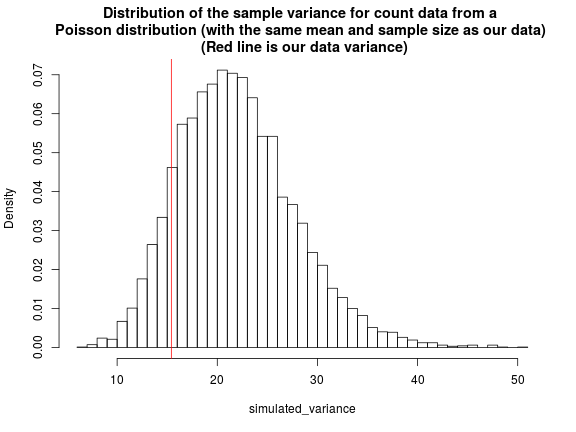 Distribution of the sample variance for count data from a
Poisson distribution (with the same mean and sample size as our data)
(Red line is our data variance)
Density
0.07
0.06
0.05
0.04
0.03
0.02
0.01
0.00
10 20 30 40 50
simulated_variance